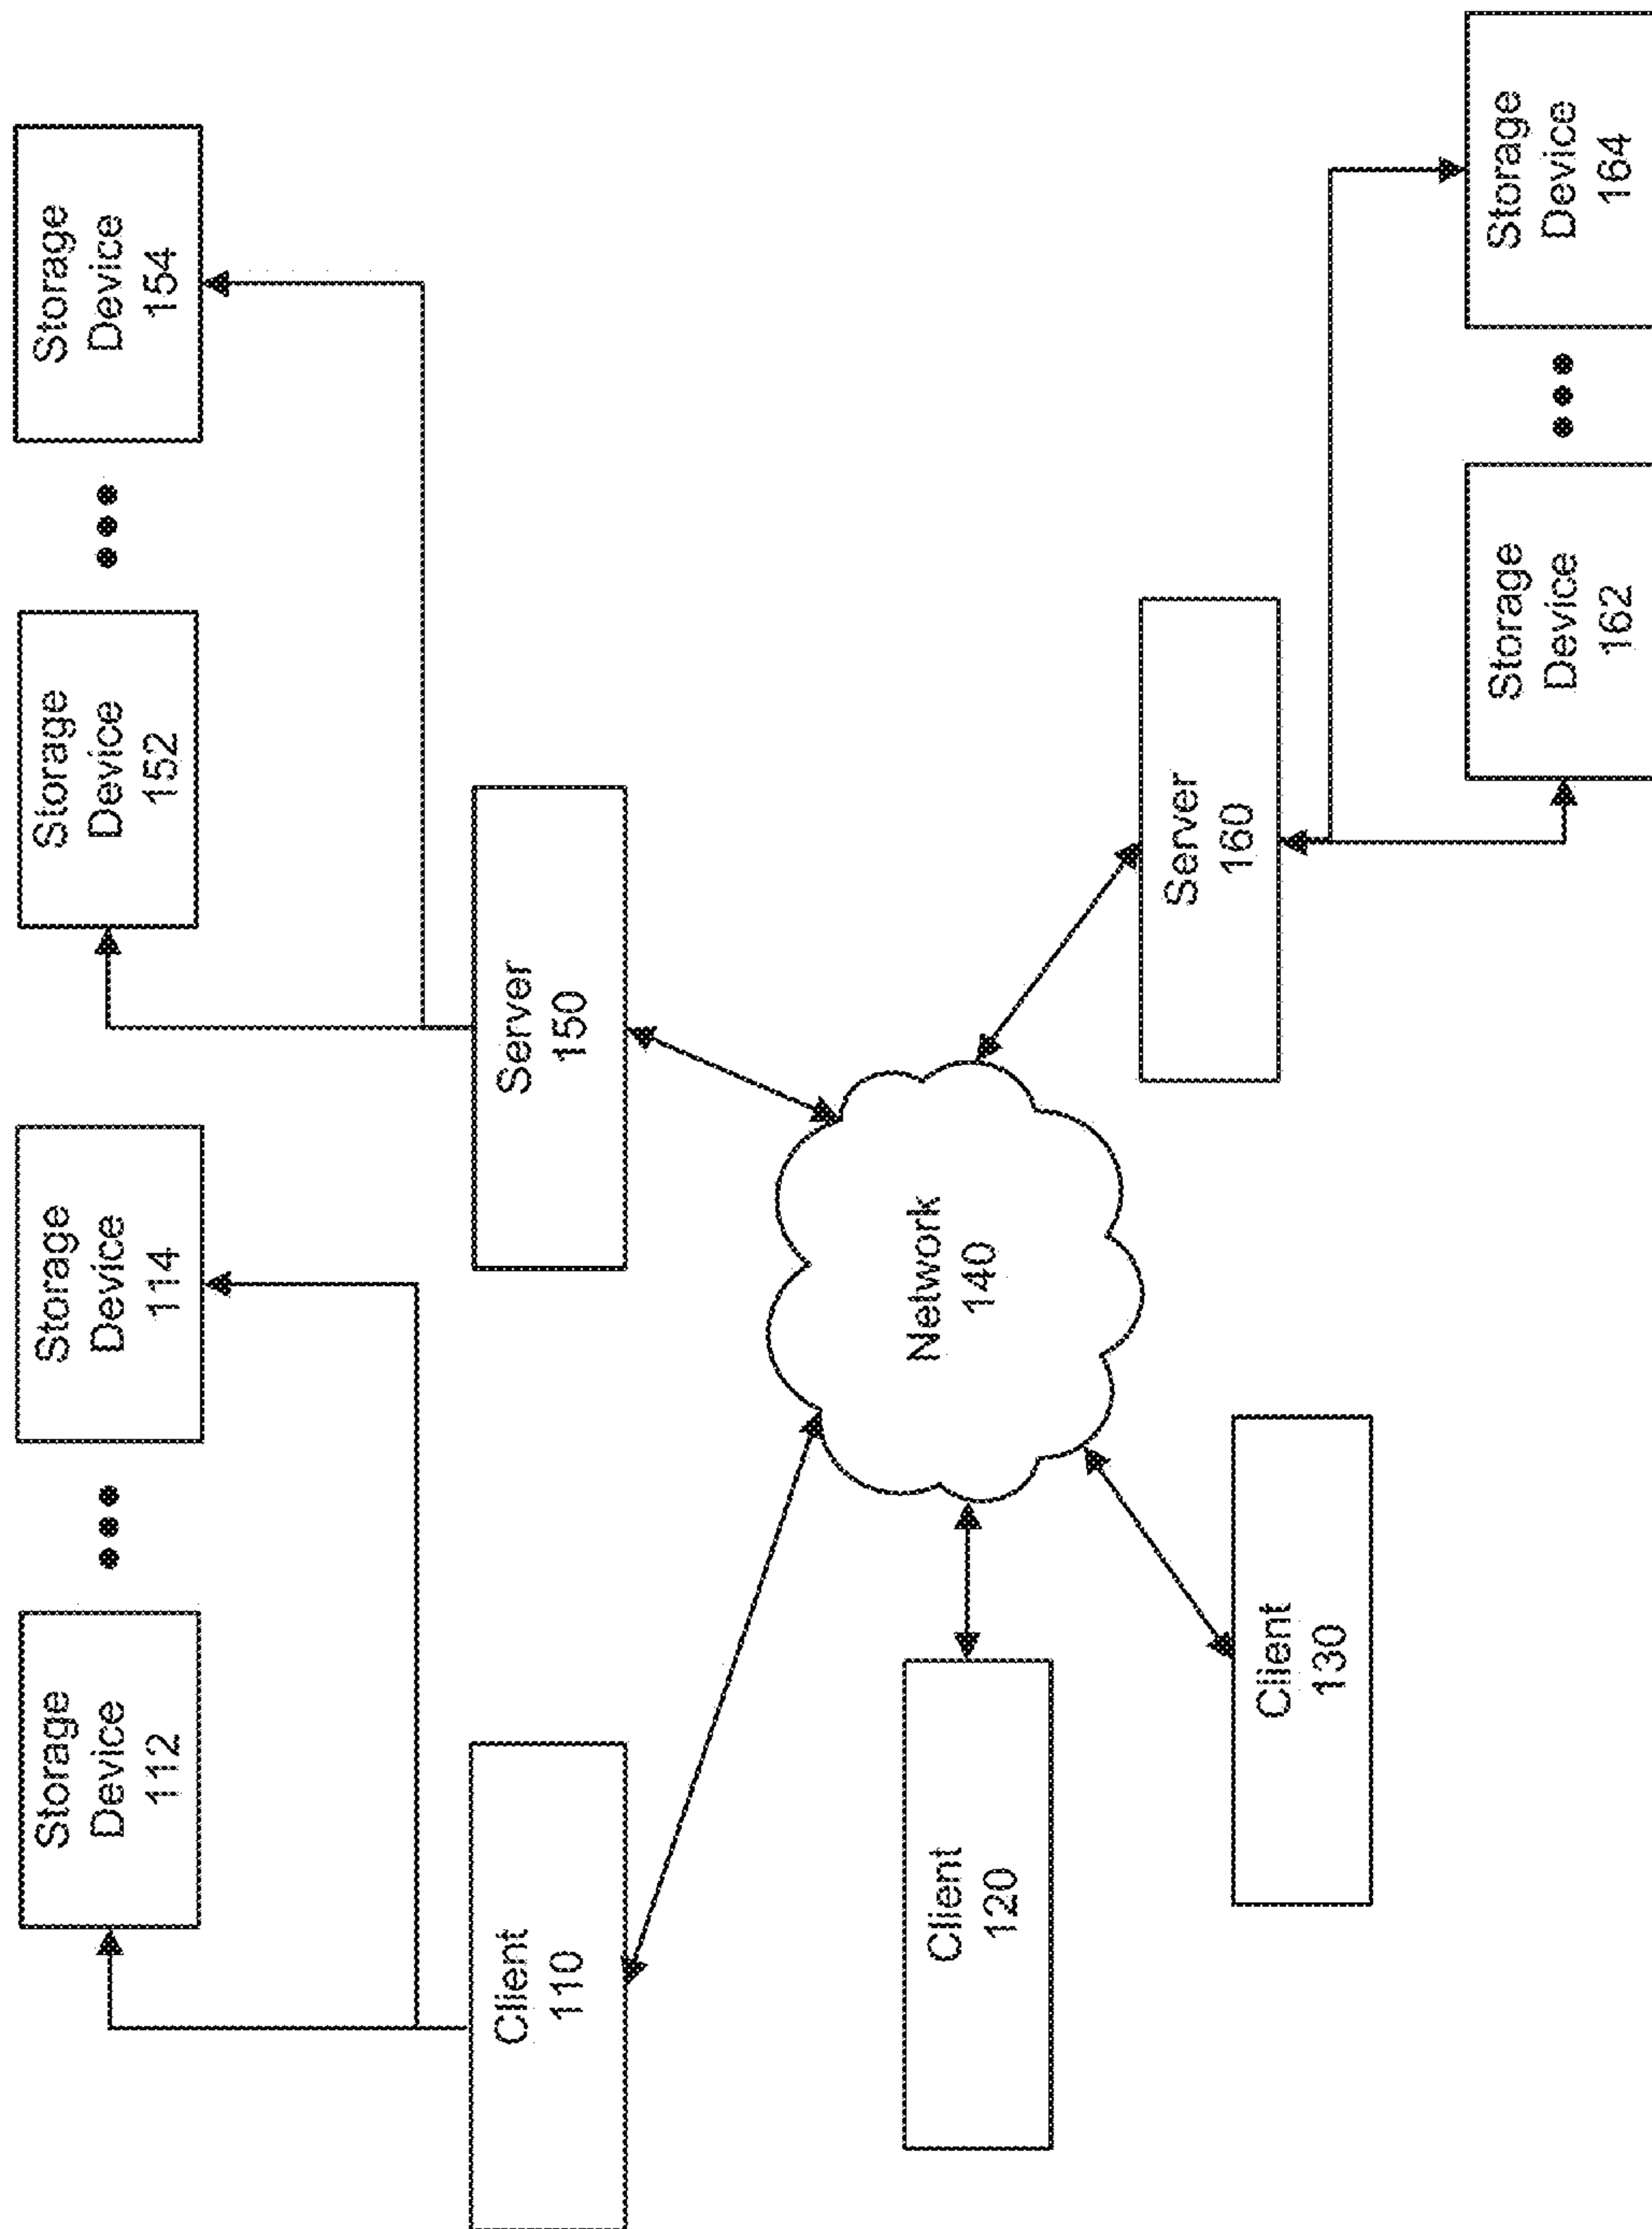 Storage
Device
112
Storage
Device
114
Storage
Device
152
Storage
Device
154
Client
110
Server
150
Client
120
Network
140
Server
160
Client
130
Storage
Device
162
Storage
Device
164